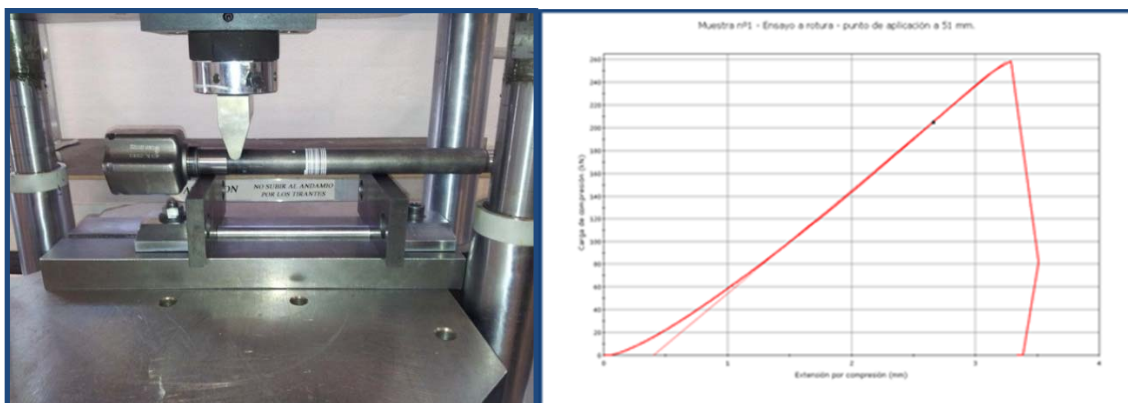 ON
NO SUBIR AL ANDAMIO
POR LOS TIRANTES
Muestra nº1 - Ensayo a rotura - punto de aplicación a 51 mm.
Carga de compresión (kN)
260
240
220
200
180
160
140
120
100
80
60
40
20
0
0 1 2 3 4
Extensión por compresión (mm)